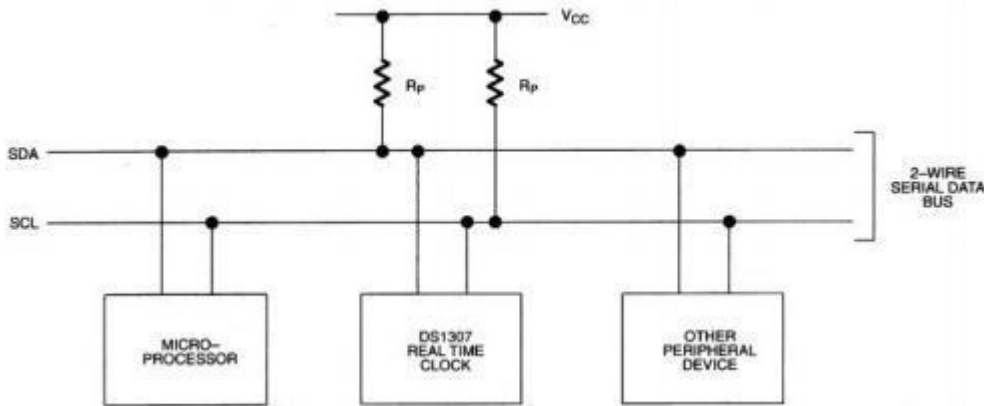 VCC
RP
RP
SDA
2-WIRE
SERIAL DATA
BUS
SCL
MICRO-
PROCESSOR
DS1307
REAL TIME
CLOCK
OTHER
PERIPHERAL
DEVICE